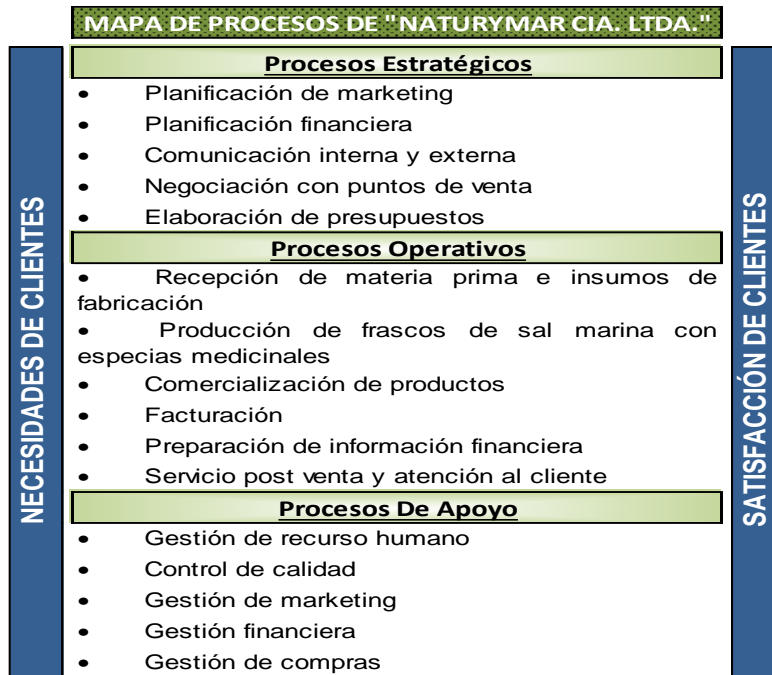 MAPA DE PROCESOS DE "NATURYMAR CIA. LTDA."
NECESIDADES DE CLIENTES
Procesos Estratégicos
• Planificación de marketing
• Planificación financiera
• Comunicación interna y externa
• Negociación con puntos de venta
• Elaboración de presupuestos
Procesos Operativos
• Recepción de materia prima e insumos de
fabricación
• Producción de frascos de sal marina con
especias medicinales
• Comercialización de productos
• Facturación
• Preparación de información financiera
• Servicio post venta y atención al cliente
Procesos De Apoyo
• Gestión de recurso humano
• Control de calidad
• Gestión de marketing
• Gestión financiera
• Gestión de compras
SATISFACCIÓN DE CLIENTES